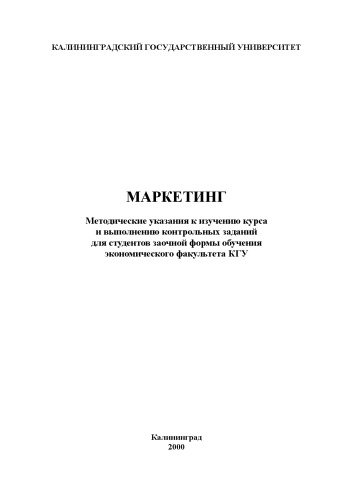 КАЛИНИНГРАДСКИЙ ГОСУДАРСТВЕННЫЙ УНИВЕРСИТЕТ
МАРКЕТИНГ
Методические указания к изучению курса
и выполнению контрольных заданий
для студентов заочной формы обучения
экономического факультета КГУ
Калининград
2000